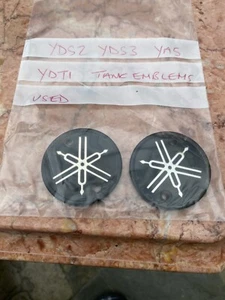 YDS2 YDS3 YAS
YDT1 TANK EMBLEMS
USED